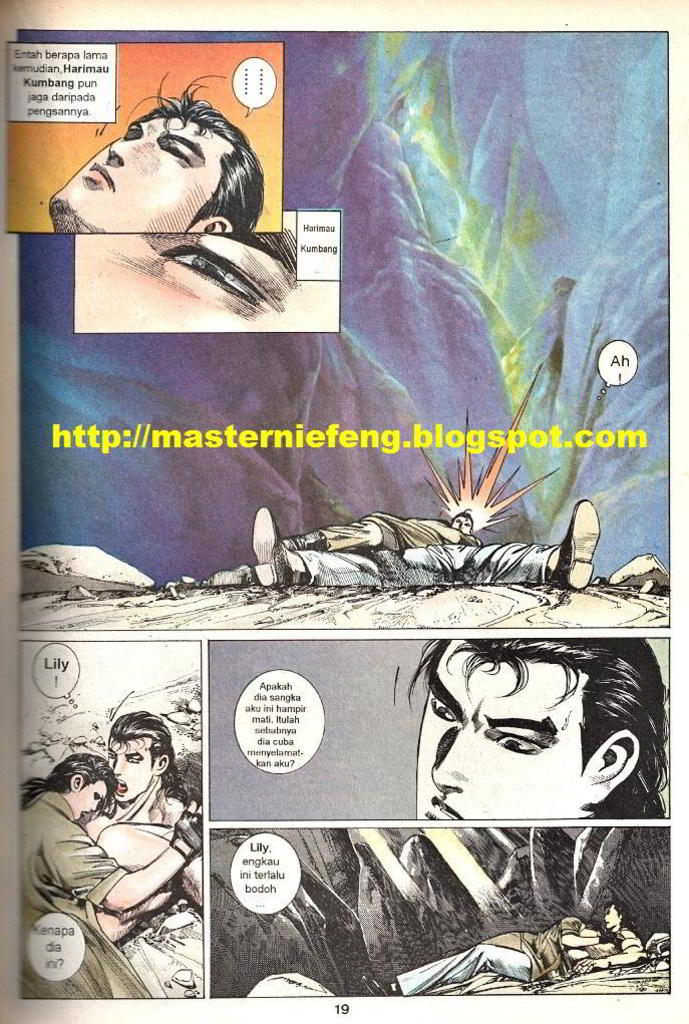 Entah berapa lama
kemudian,Harimau
Kumbang pun
jaga daripada
pengsannya.
Harimau
Kumbang
...
Ah
!
http://masterniefeng.blogspot.com
Lily
!
Kenapa
dia
ini?
Apakah
dia sangka
aku ini hampir
mati. Itulah
sebabnya
dia cuba
menyelamat-
kan aku?
Lily,
engkau
ini terlalu
bodoh
...
19